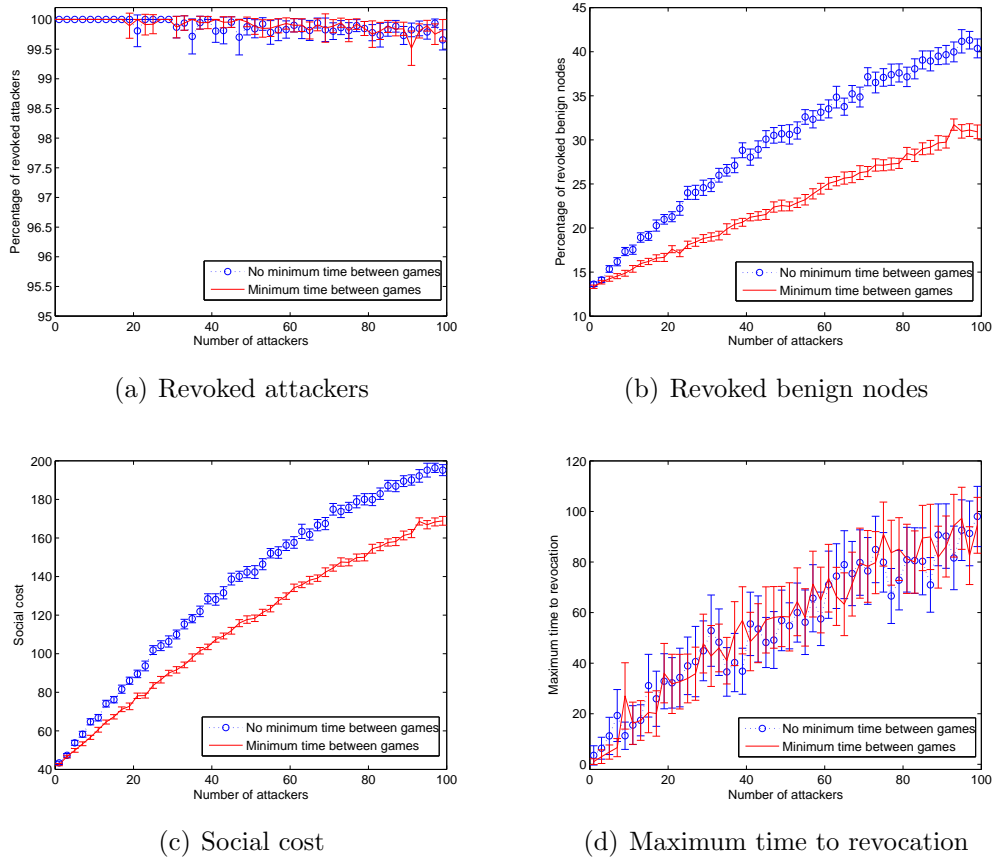 Percentage of revoked attackers
100
99.5
99
98.5
98
97.5
97
96.5
96
95.5
95
0 20 40 60 80 100
Number of attackers
No minimum time between games
Minimum time between games
(a) Revoked attackers
Percentage of revoked benign nodes
45
40
35
30
25
20
15
10
0 20 40 60 80 100
Number of attackers
No minimum time between games
Minimum time between games
(b) Revoked benign nodes
Social cost
200
180
160
140
120
100
80
60
40
0 20 40 60 80 100
Number of attackers
No minimum time between games
Minimum time between games
(c) Social cost
Maximum time to revocation
120
100
80
60
40
20
0
0 20 40 60 80 100
Number of attackers
No minimum time between games
Minimum time between games
(d) Maximum time to revocation